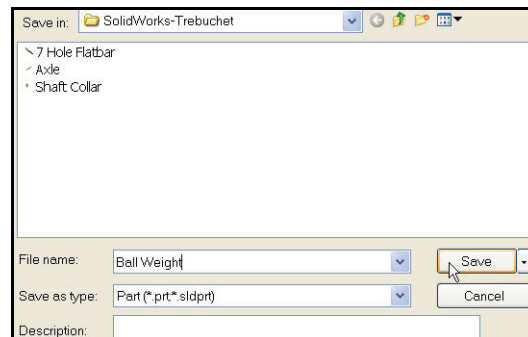 Save in: SolidWorks-Trebuchet
7 Hole Flatbar
Axle
Shaft Collar
File name: Ball Weight Save
Save as type: Part (*.prt;*.sldprt) Cancel
Description: